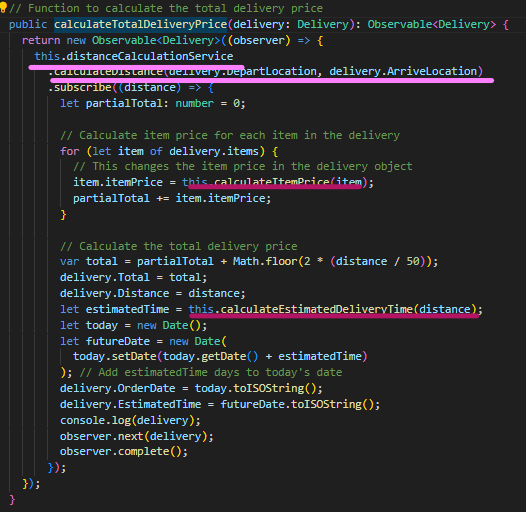 // Function to calculate the total delivery price
public calculateTotalDeliveryPrice(delivery: Delivery): Observable<Delivery> {
return new Observable<Delivery>((observer) => {
this.distanceCalculationService
.calculateDistance(delivery.DepartLocation, delivery.ArriveLocation)
.subscribe((distance) => {
let partialTotal: number = 0;
// Calculate item price for each item in the delivery
for (let item of delivery.items) {
// This changes the item price in the delivery object
item.itemPrice = this.calculateItemPrice(item);
partialTotal += item.itemPrice;
}
// Calculate the total delivery price
var total = partialTotal + Math.floor(2 * (distance / 50));
delivery.Total = total;
delivery.Distance = distance;
let estimatedTime = this.calculateEstimatedDeliveryTime(distance);
let today = new Date();
let futureDate = new Date(
today.setDate(today.getDate() + estimatedTime)
); // Add estimatedTime days to today's date
delivery.OrderDate = today.toISOString();
delivery.EstimatedTime = futureDate.toISOString();
console.log(delivery);
observer.next(delivery);
observer.complete();
});
});
}